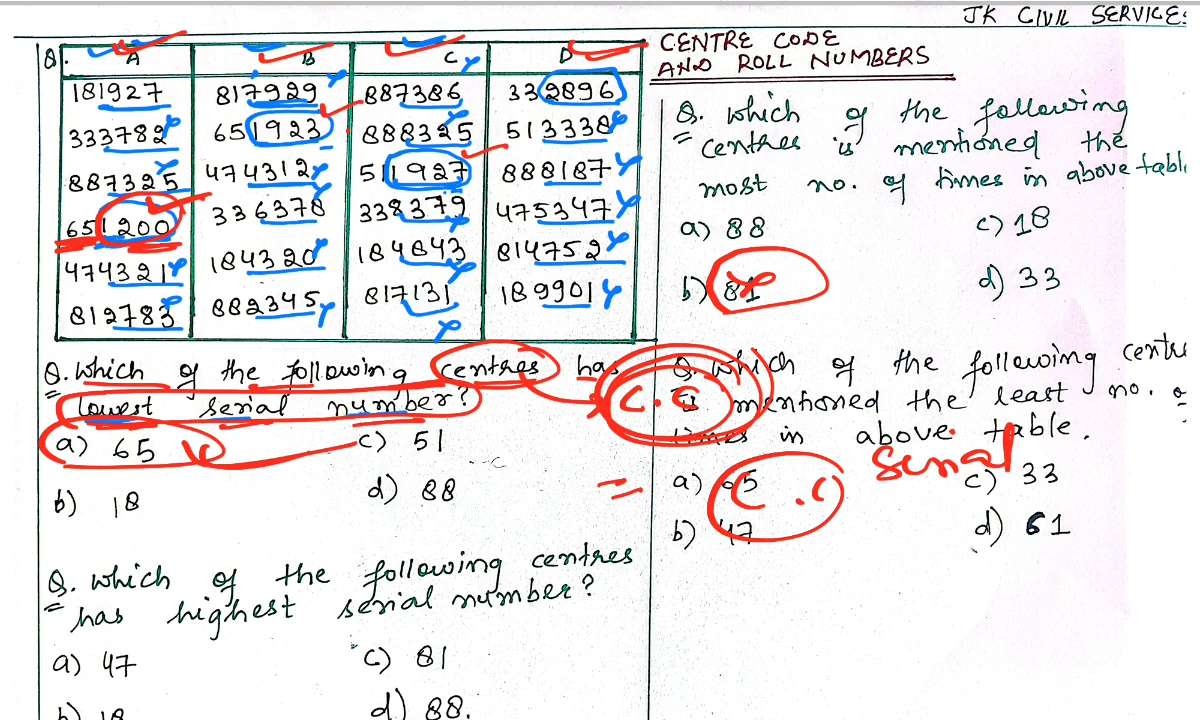 JK CIVIL SERVICES
CENTRE CODE
AND ROLL NUMBERS
Q. A B C D
181927 817929 887386 332896
333782 651923 888325 513338
887325 474312 511927 888187
651200 336378 338379 475347
474321 184320 184843 814752
812783 882345 817131 189901
Q. Which of the following centres has
lowest serial number?
a) 65 c) 51
b) 18 d) 88
Q. Which of the following centres
has highest serial number?
a) 47 c) 81
b) 18 d) 88.
Q. Which of the following
centres is mentioned the
most no. of times in above table
a) 88 c) 18
b) 81 d) 33
Q. Which of the following centre
C.C is mentioned the least no. of
times in above table.
Serial
a) 65 c) 33
C.C
b) 47 d) 61